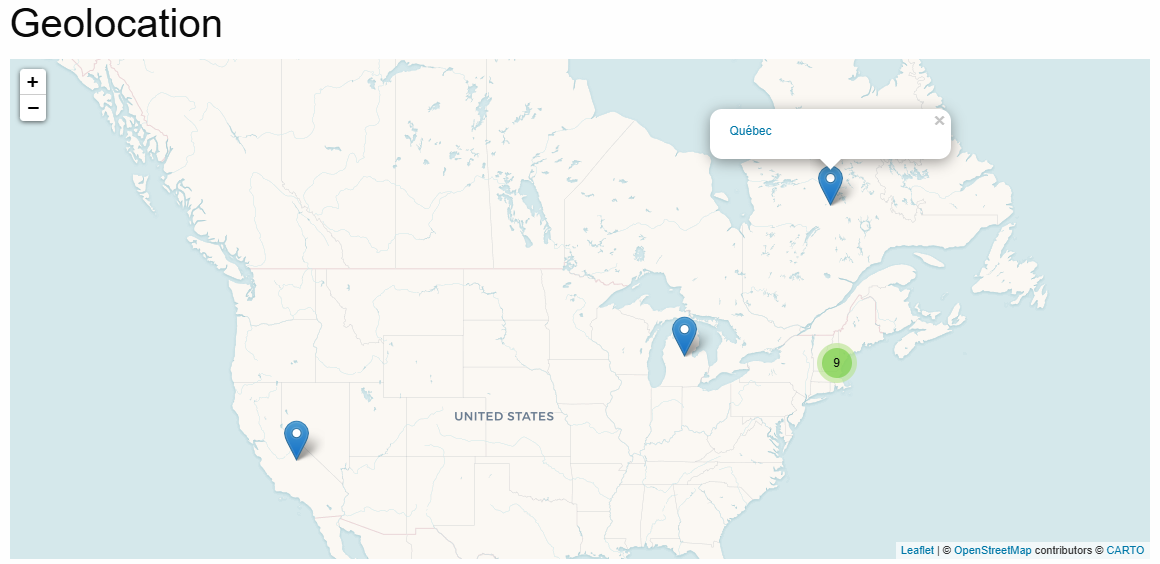 Geolocation
+
−
Québec
×
9
UNITED STATES
Leaflet | © OpenStreetMap contributors © CARTO